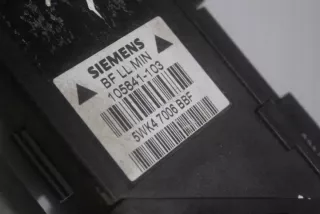 SIEMENS
BF LL MIN
105841-103
5WK4 7006 BBF